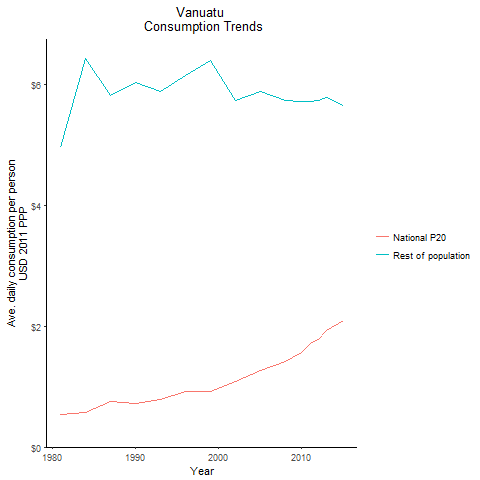 Vanuatu
Consumption Trends
Ave. daily consumption per person
USD 2011 PPP
$6
$4
$2
$0
1980
1990
2000
2010
Year
National P20
Rest of population